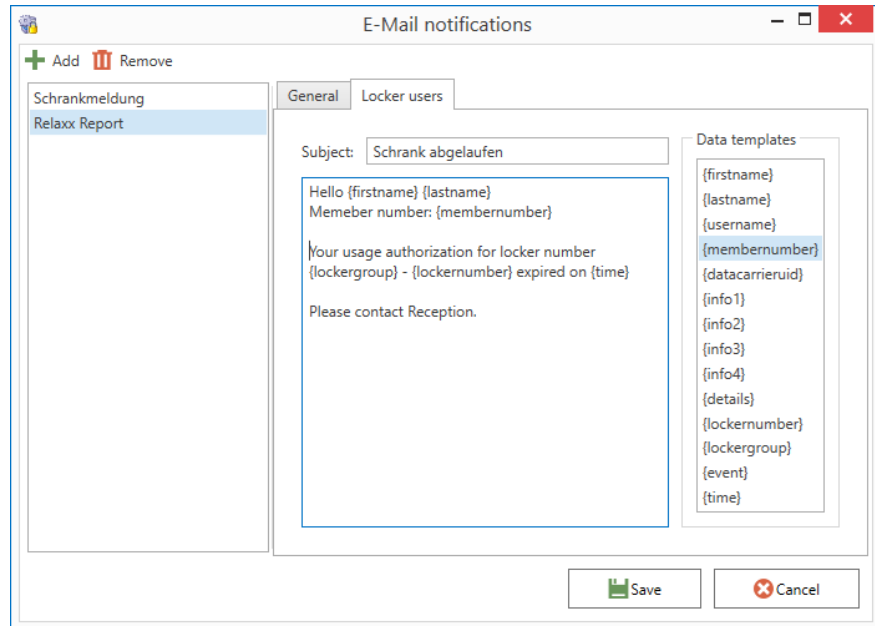 E-Mail notifications
Add Remove
Schrankmeldung
Relaxx Report
General Locker users
Subject: Schrank abgelaufen
Hello {firstname} {lastname}
Memeber number: {membernumber}
Your usage authorization for locker number
{lockergroup} - {lockernumber} expired on {time}
Please contact Reception.
Data templates
{firstname}
{lastname}
{username}
{membernumber}
{datacarrieruid}
{info1}
{info2}
{info3}
{info4}
{details}
{lockernumber}
{lockergroup}
{event}
{time}
Save Cancel